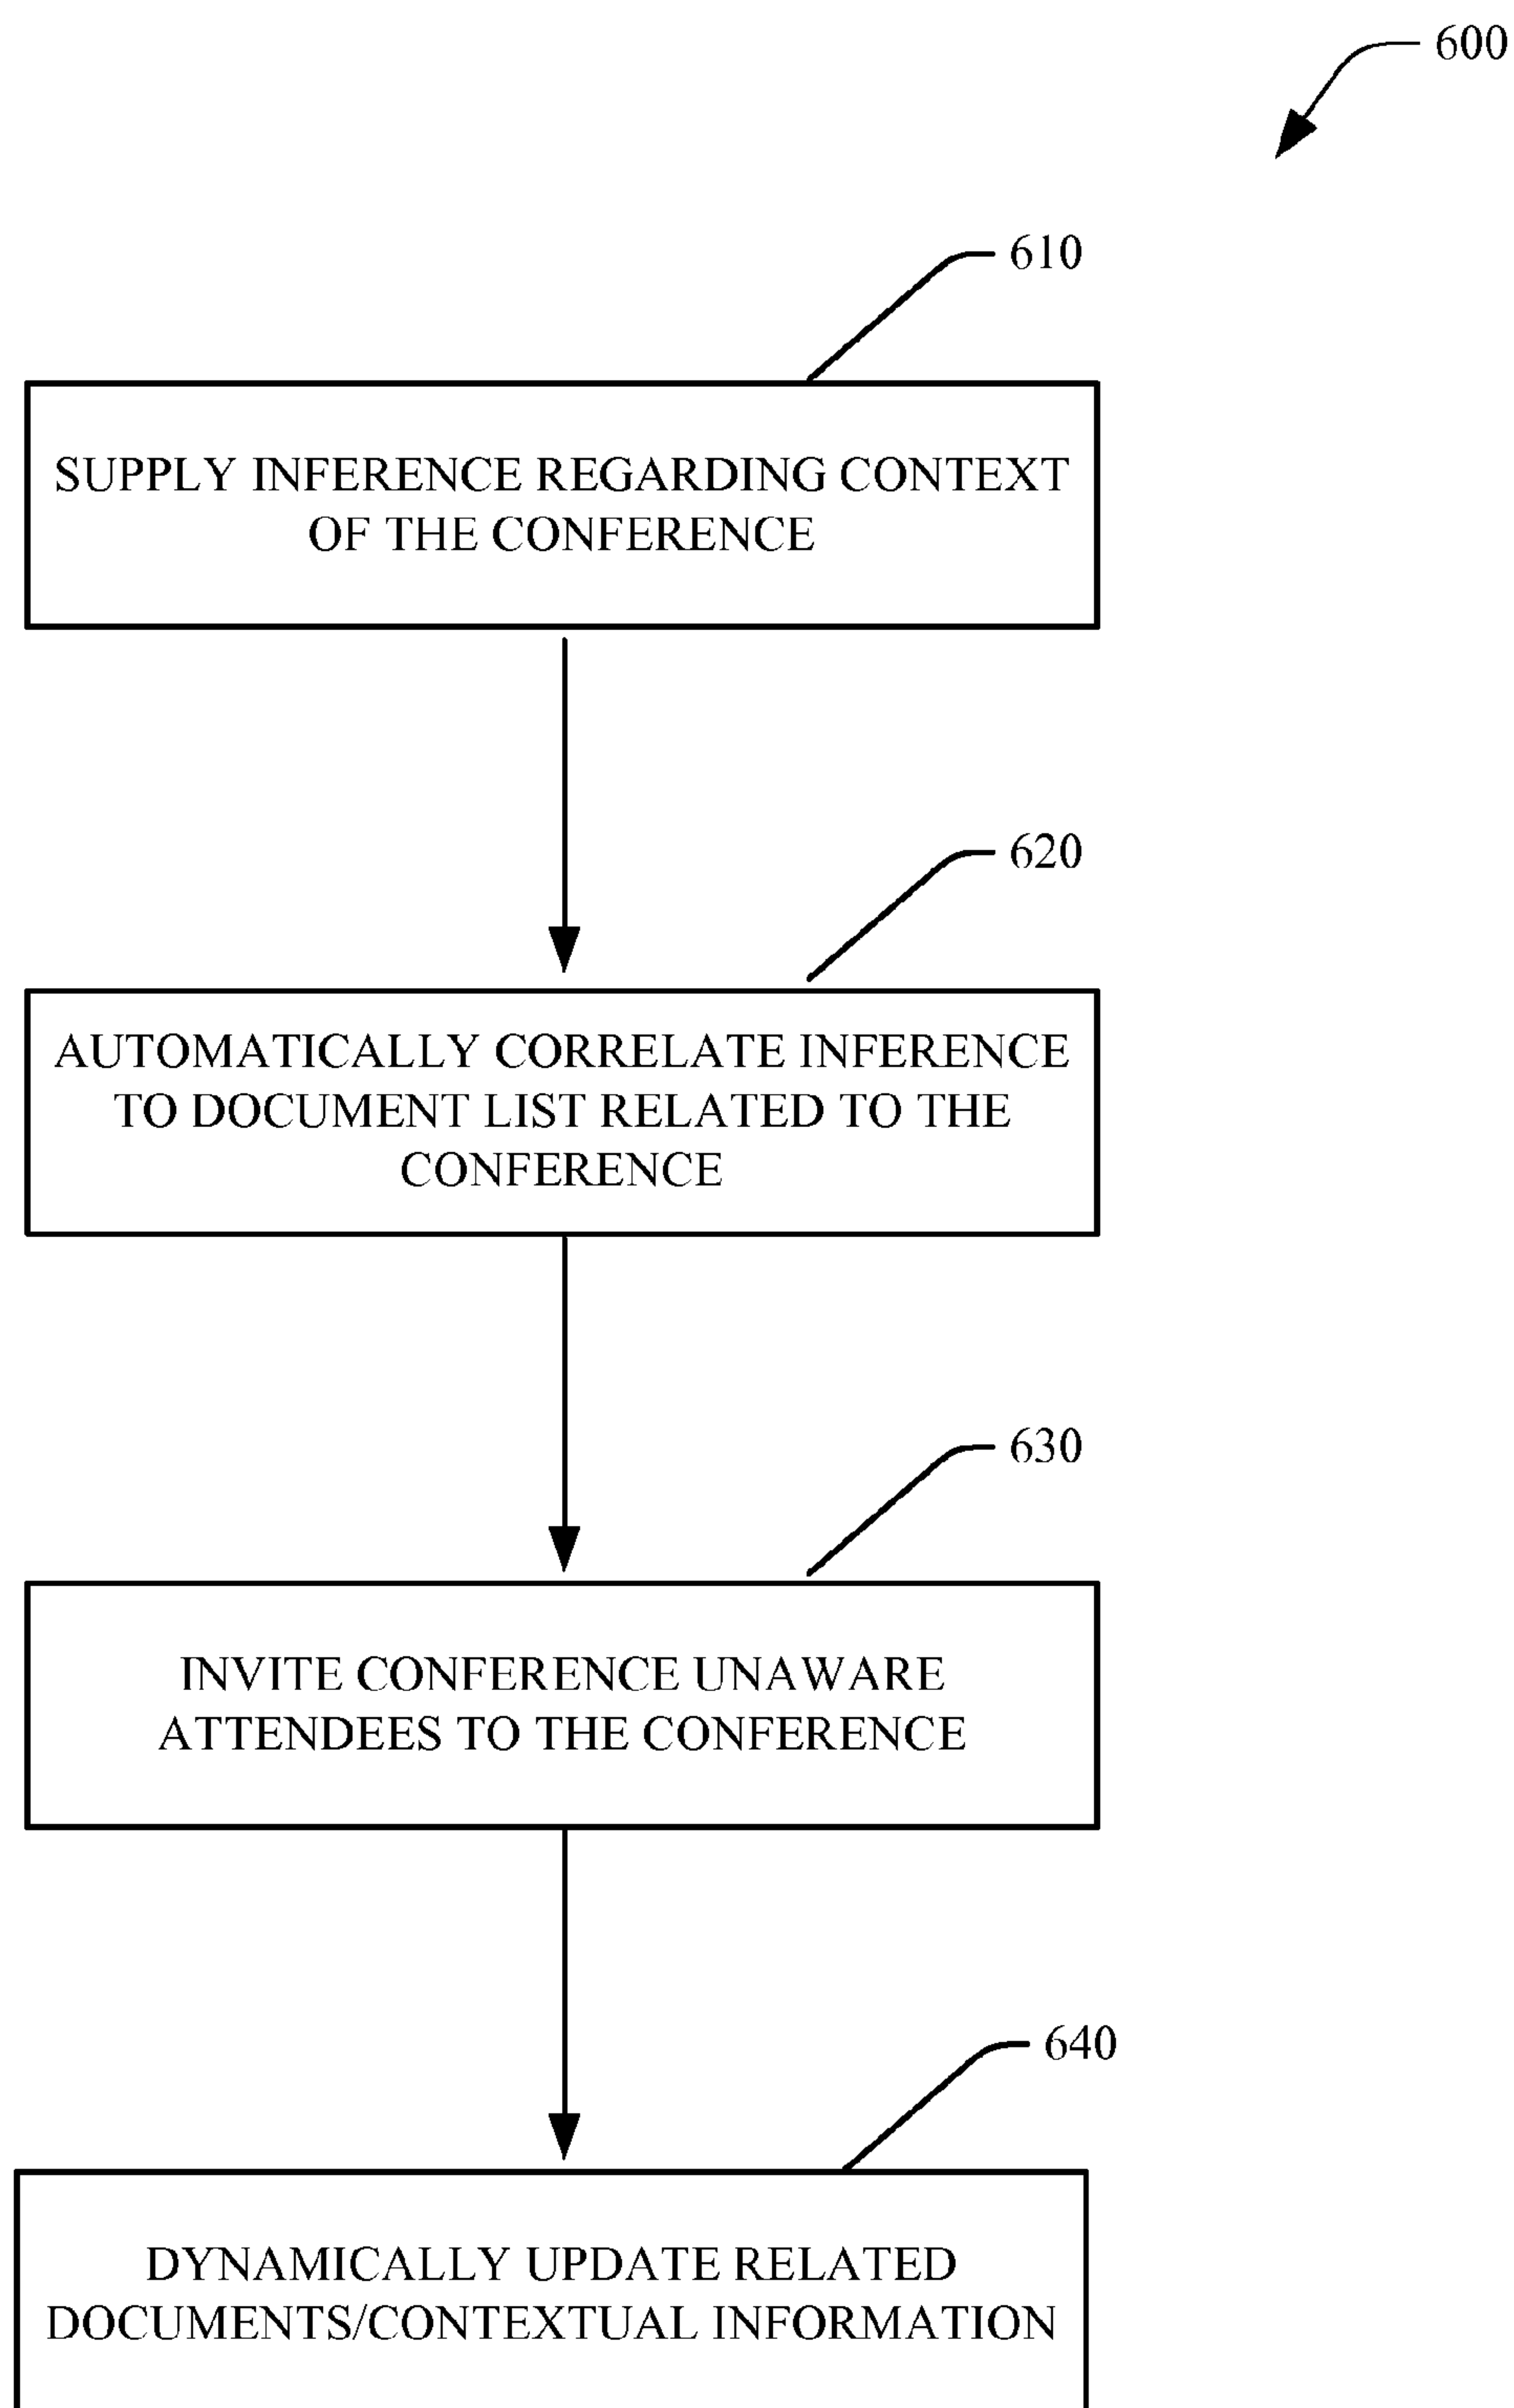 600
610
SUPPLY INFERENCE REGARDING CONTEXT
OF THE CONFERENCE
620
AUTOMATICALLY CORRELATE INFERENCE
TO DOCUMENT LIST RELATED TO THE
CONFERENCE
630
INVITE CONFERENCE UNAWARE
ATTENDEES TO THE CONFERENCE
640
DYNAMICALLY UPDATE RELATED
DOCUMENTS/CONTEXTUAL INFORMATION